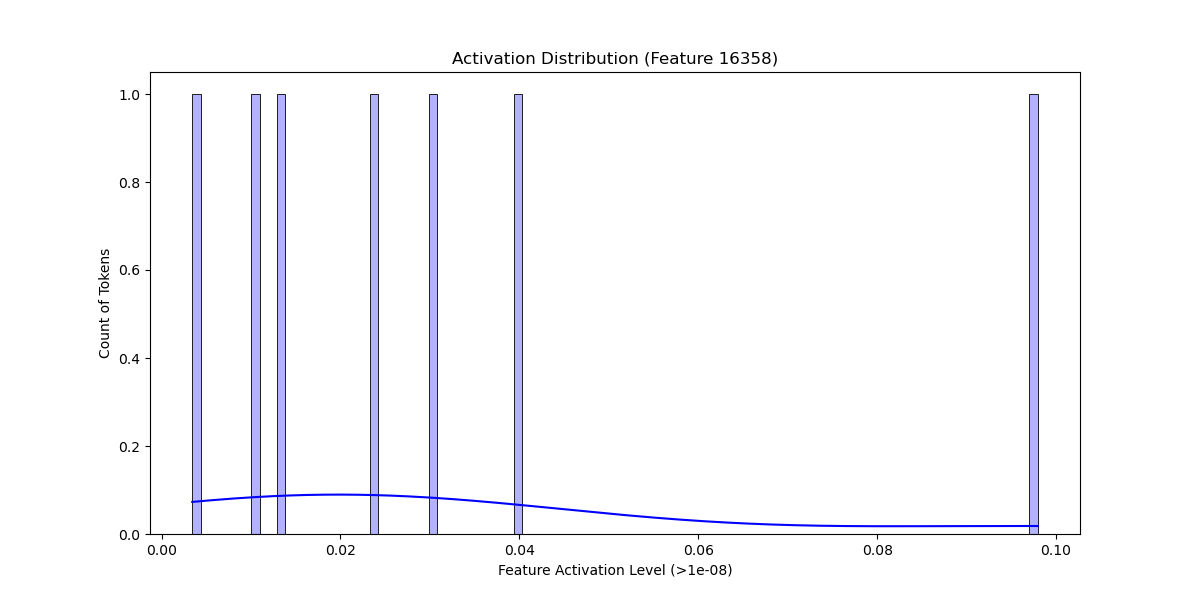 Activation Distribution (Feature 16358)
Count of Tokens
1.0
0.8
0.6
0.4
0.2
0.0
0.00 0.02 0.04 0.06 0.08 0.10
Feature Activation Level (>1e-08)